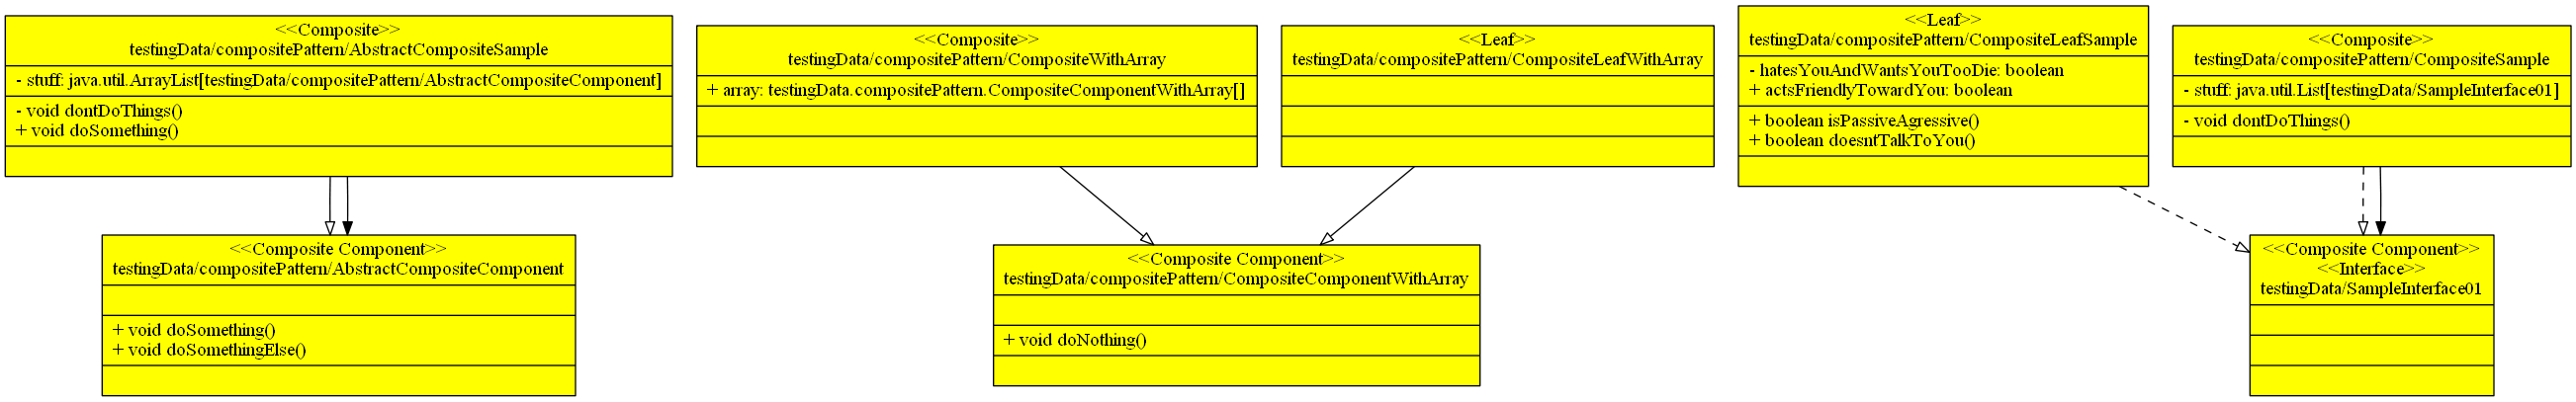 <<Composite>>
testingData/compositePattern/AbstractCompositeSample
- stuff: java.util.ArrayList[testingData/compositePattern/AbstractCompositeComponent]
- void dontDoThings()
+ void doSomething()
<<Composite>>
testingData/compositePattern/CompositeWithArray
+ array: testingData.compositePattern.CompositeComponentWithArray[]
<<Leaf>>
testingData/compositePattern/CompositeLeafWithArray
<<Leaf>>
testingData/compositePattern/CompositeLeafSample
- hatesYouAndWantsYouTooDie: boolean
+ actsFriendlyTowardYou: boolean
+ boolean isPassiveAgressive()
+ boolean doesntTalkToYou()
<<Composite>>
testingData/compositePattern/CompositeSample
- stuff: java.util.List[testingData/SampleInterface01]
- void dontDoThings()
<<Composite Component>>
testingData/compositePattern/AbstractCompositeComponent
+ void doSomething()
+ void doSomethingElse()
<<Composite Component>>
testingData/compositePattern/CompositeComponentWithArray
+ void doNothing()
<<Composite Component>>
<<Interface>>
testingData/SampleInterface01